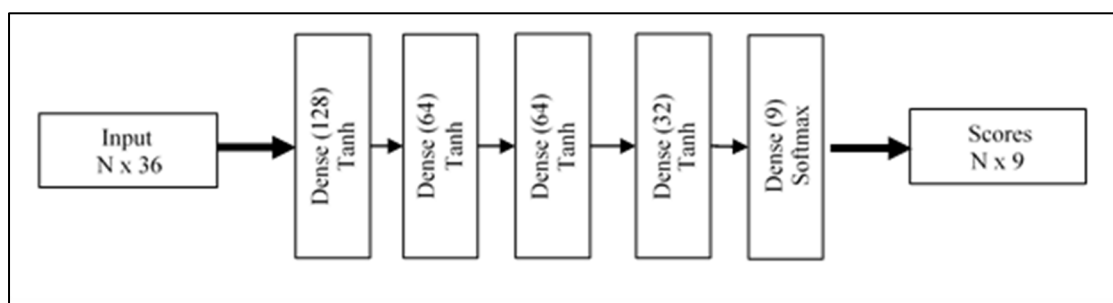 Input
N x 36
Dense (128)
Tanh
Dense (64)
Tanh
Dense (64)
Tanh
Dense (32)
Tanh
Dense (9)
Softmax
Scores
N x 9